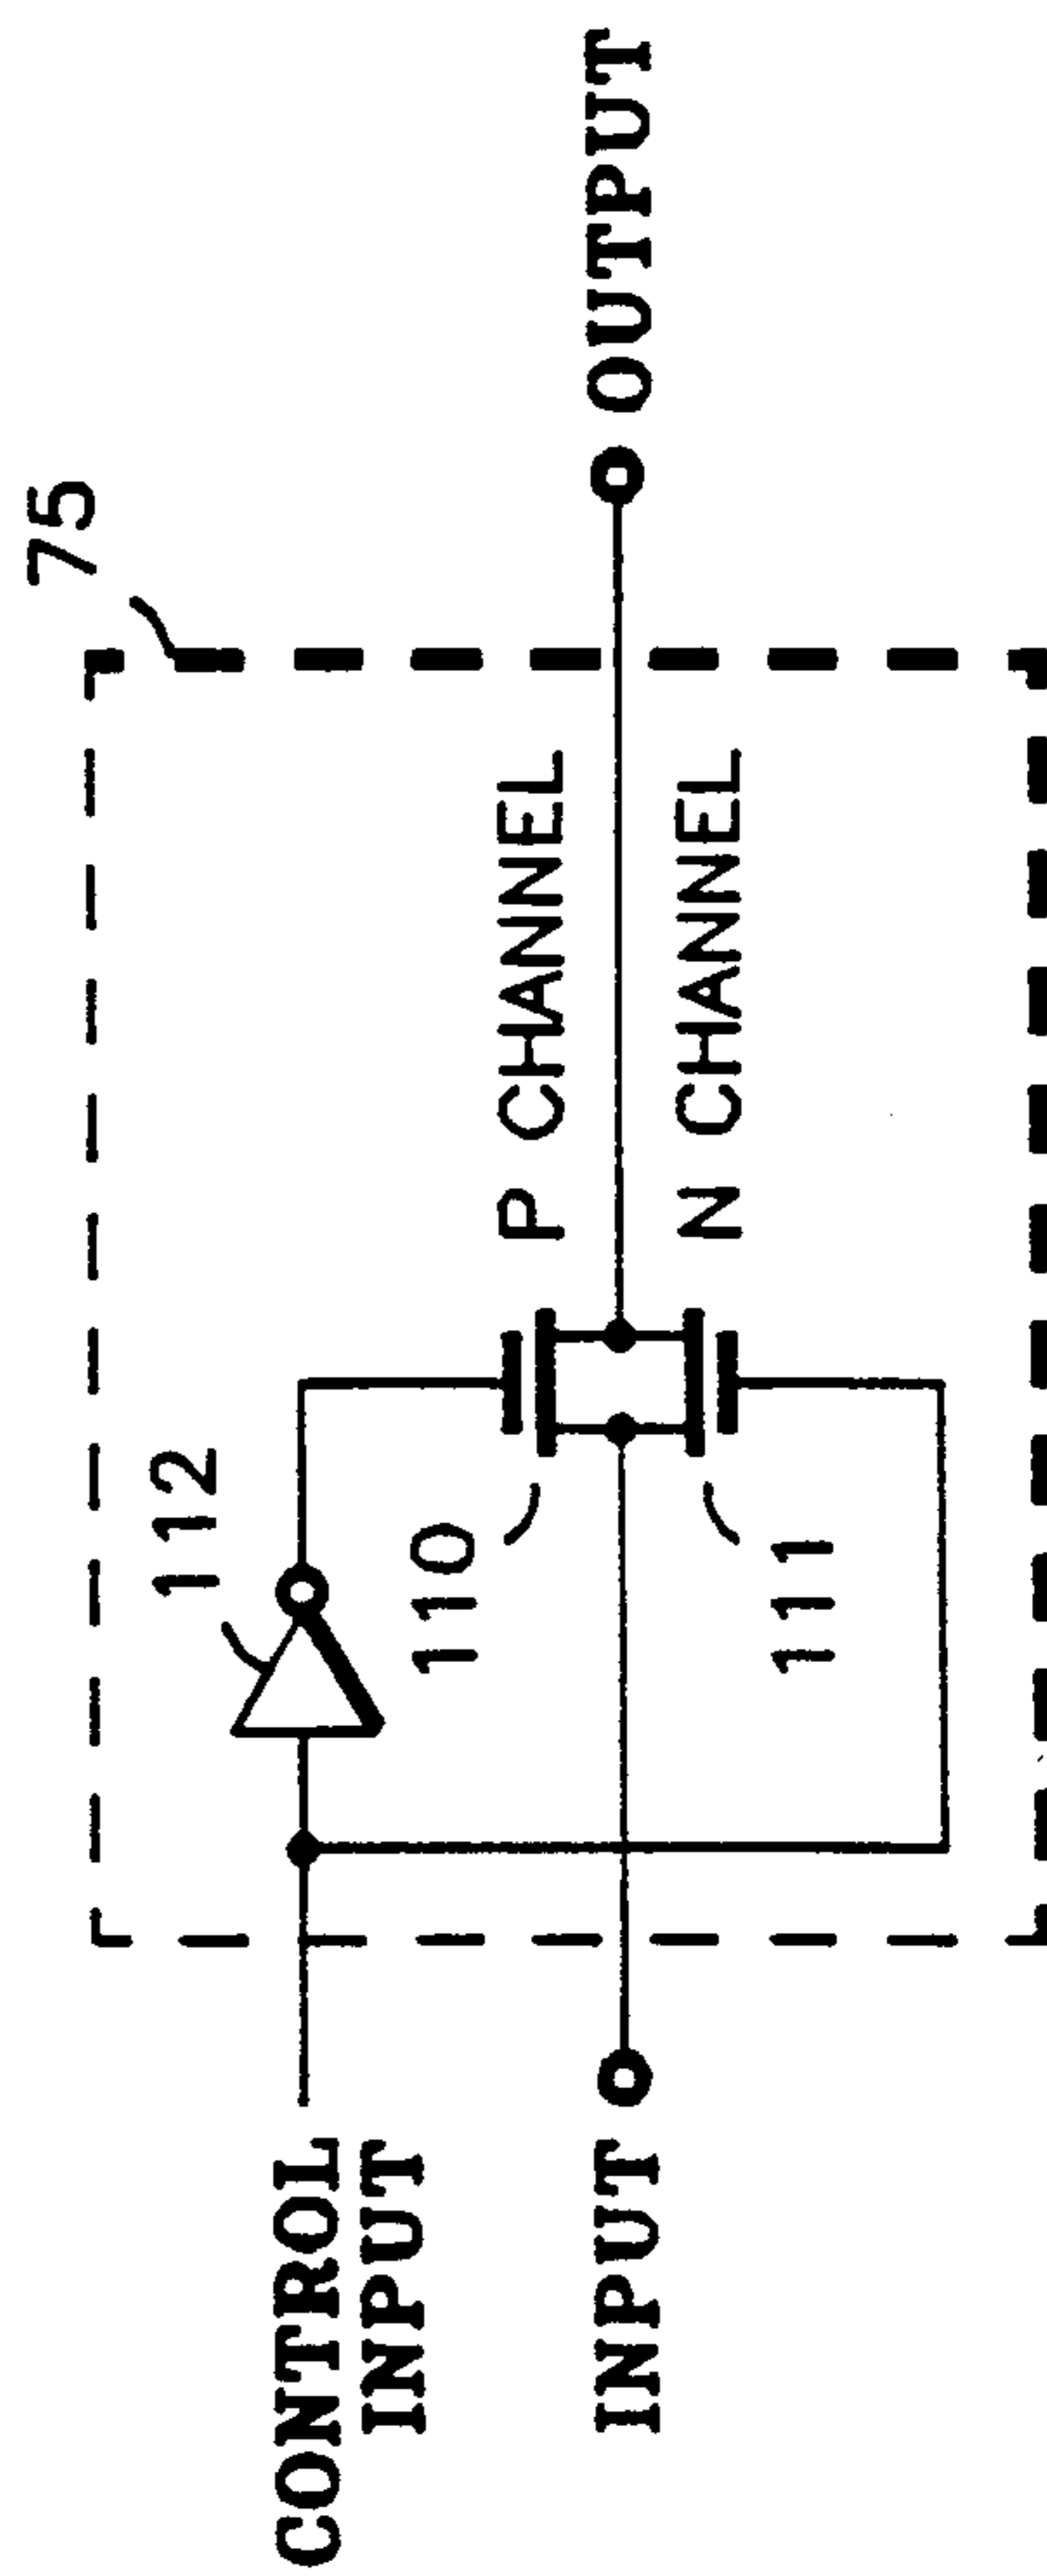 75
112
CONTROL
INPUT
110
P CHANNEL
INPUT
OUTPUT
N CHANNEL
111